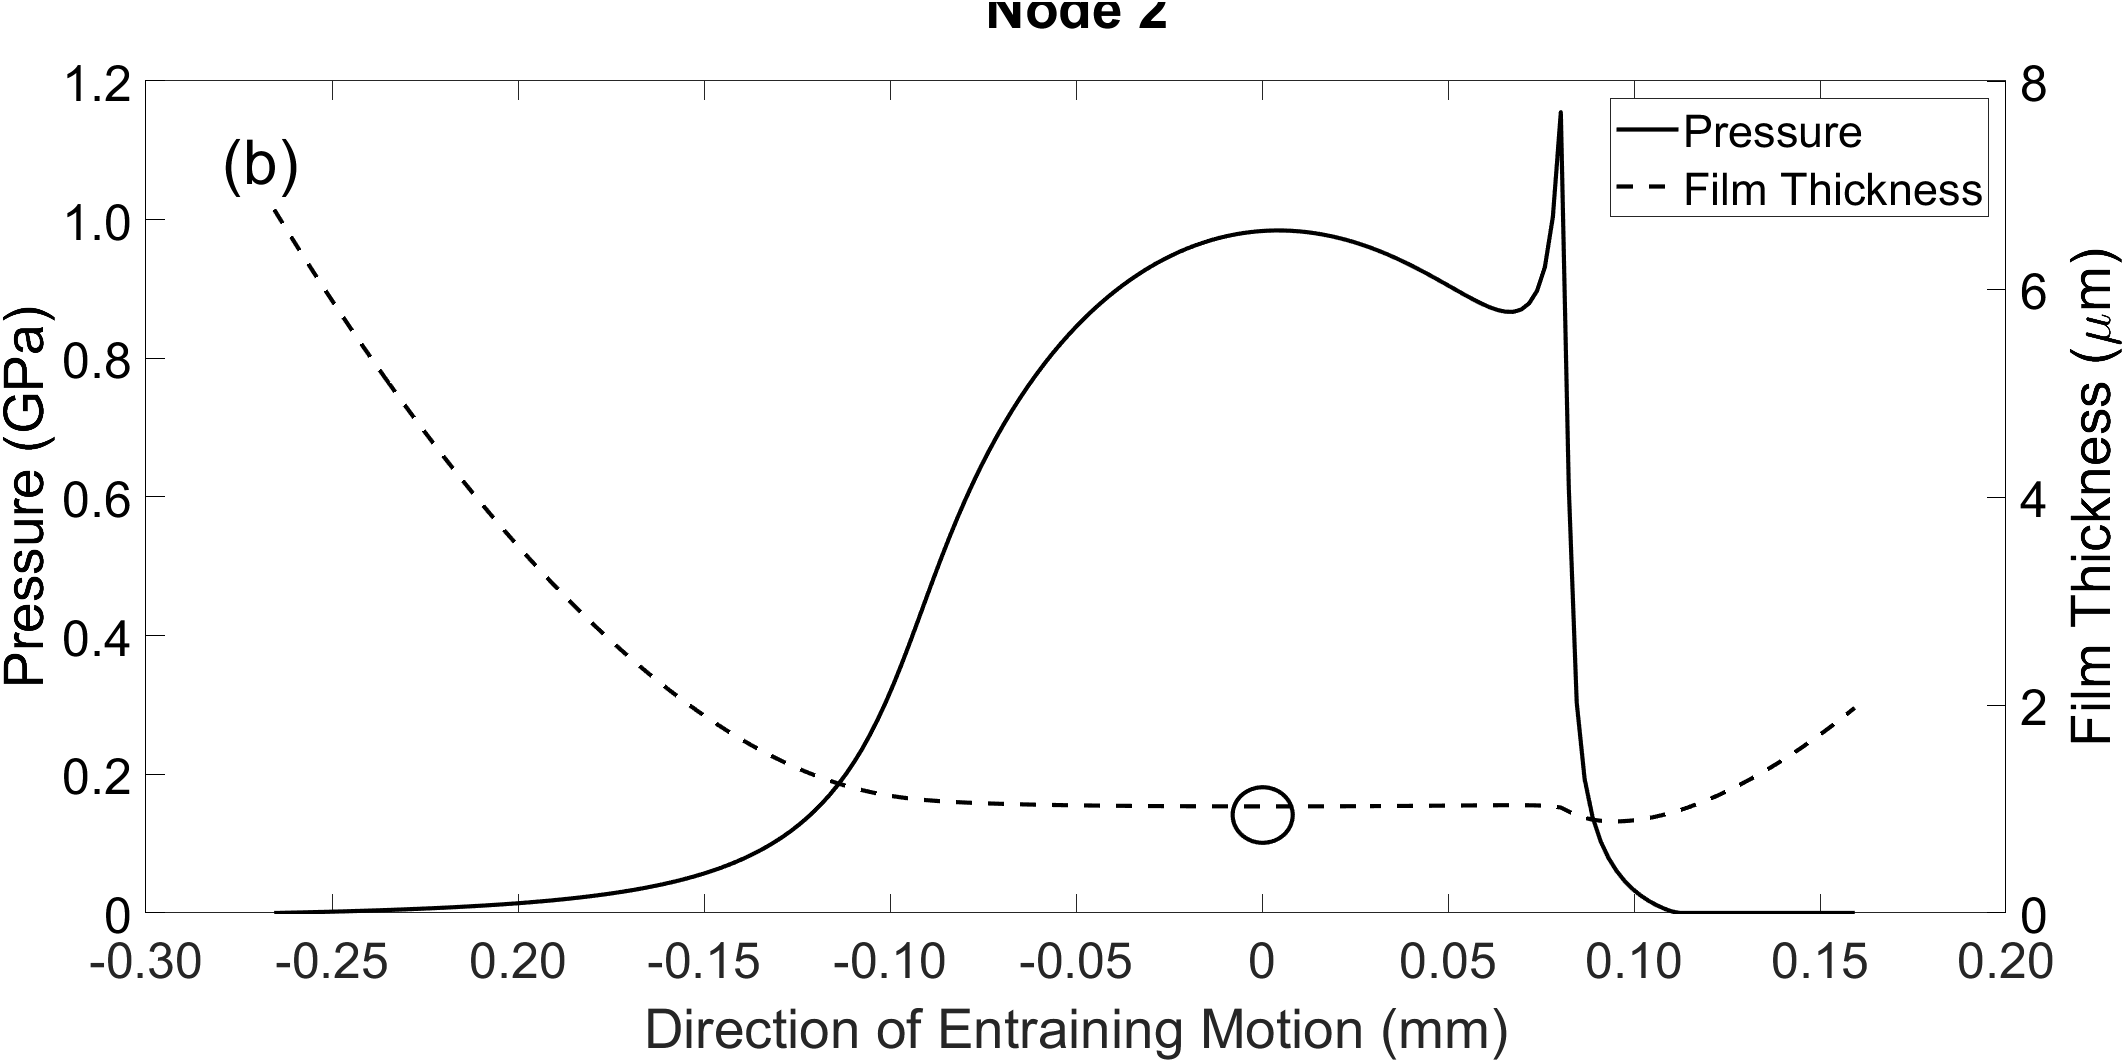 Node 2
(b)
Pressure
Film Thickness
Pressure (GPa)
1.2
1.0
0.8
0.6
0.4
0.2
0
Film Thickness (μm)
8
6
4
2
0
-0.30 -0.25 0.20 -0.15 -0.10 -0.05 0 0.05 0.10 0.15 0.20
Direction of Entraining Motion (mm)